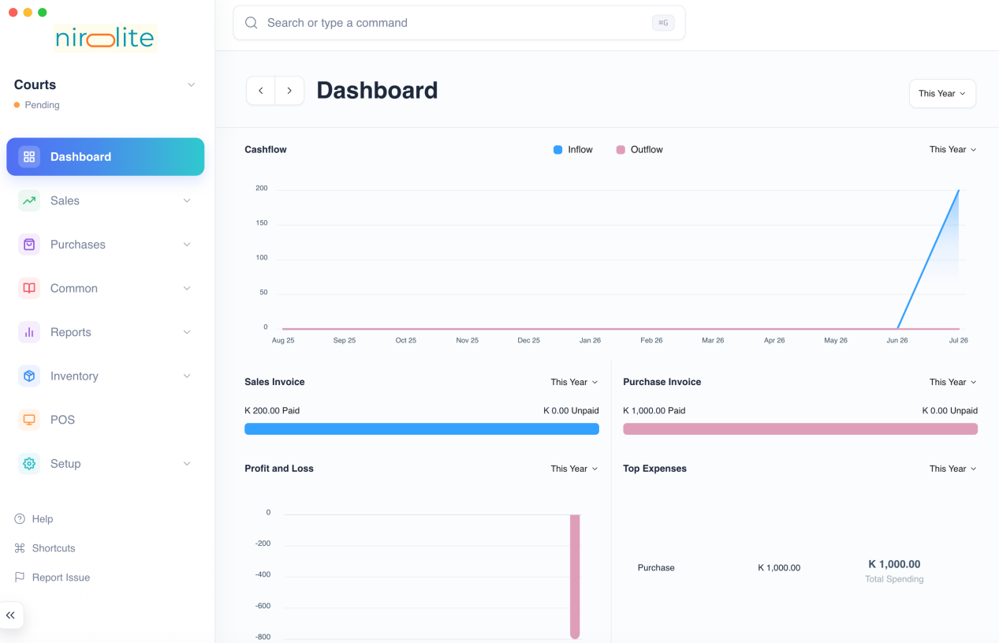 nirolite
Search or type a command
⌘G
Courts
Pending
Dashboard
Sales
Purchases
Common
Reports
Inventory
POS
Setup
Help
Shortcuts
Report Issue
Dashboard
This Year
Cashflow
Inflow
Outflow
This Year
200
150
100
50
0
Aug 25 Sep 25 Oct 25 Nov 25 Dec 25 Jan 26 Feb 26 Mar 26 Apr 26 May 26 Jun 26 Jul 26
Sales Invoice
This Year
K 200.00 Paid
K 0.00 Unpaid
Purchase Invoice
This Year
K 1,000.00 Paid
K 0.00 Unpaid
Profit and Loss
This Year
0
-200
-400
-600
-800
Top Expenses
This Year
Purchase
K 1,000.00
K 1,000.00
Total Spending